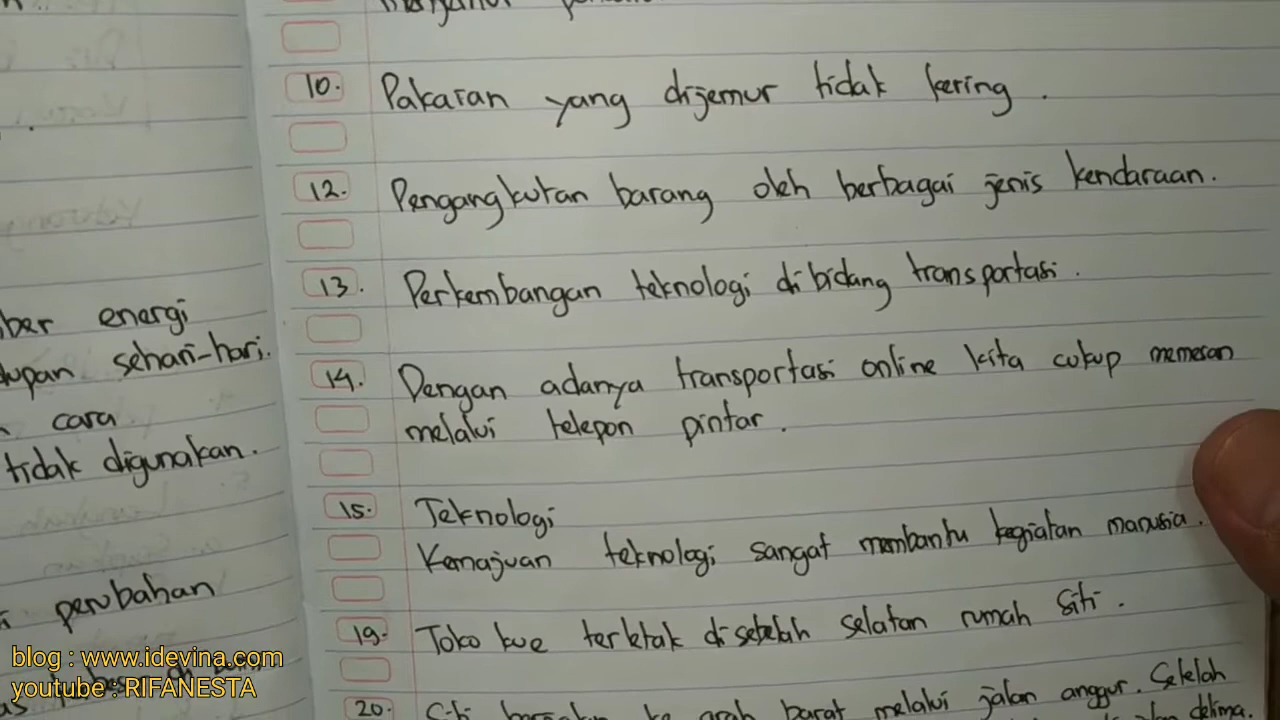 10. Pakaian yang dijemur tidak kering.
12. Pengangkutan barang oleh berbagai jenis kendaraan.
13. Perkembangan teknologi di bidang transportasi.
14. Dengan adanya transportasi online kita cukup memesan
melalui telepon pintar.
15. Teknologi
Kemajuan teknologi sangat membantu kegiatan manusia.
19. Toko kue terletak di sebelah selatan rumah Siti.
20. Siti berjalan ke arah barat melalui jalan anggur. Setelah
delima.
energi
sehari-hari.
cara
tidak digunakan.
perubahan
blog : www.idevina.com
youtube : RIFANESTA